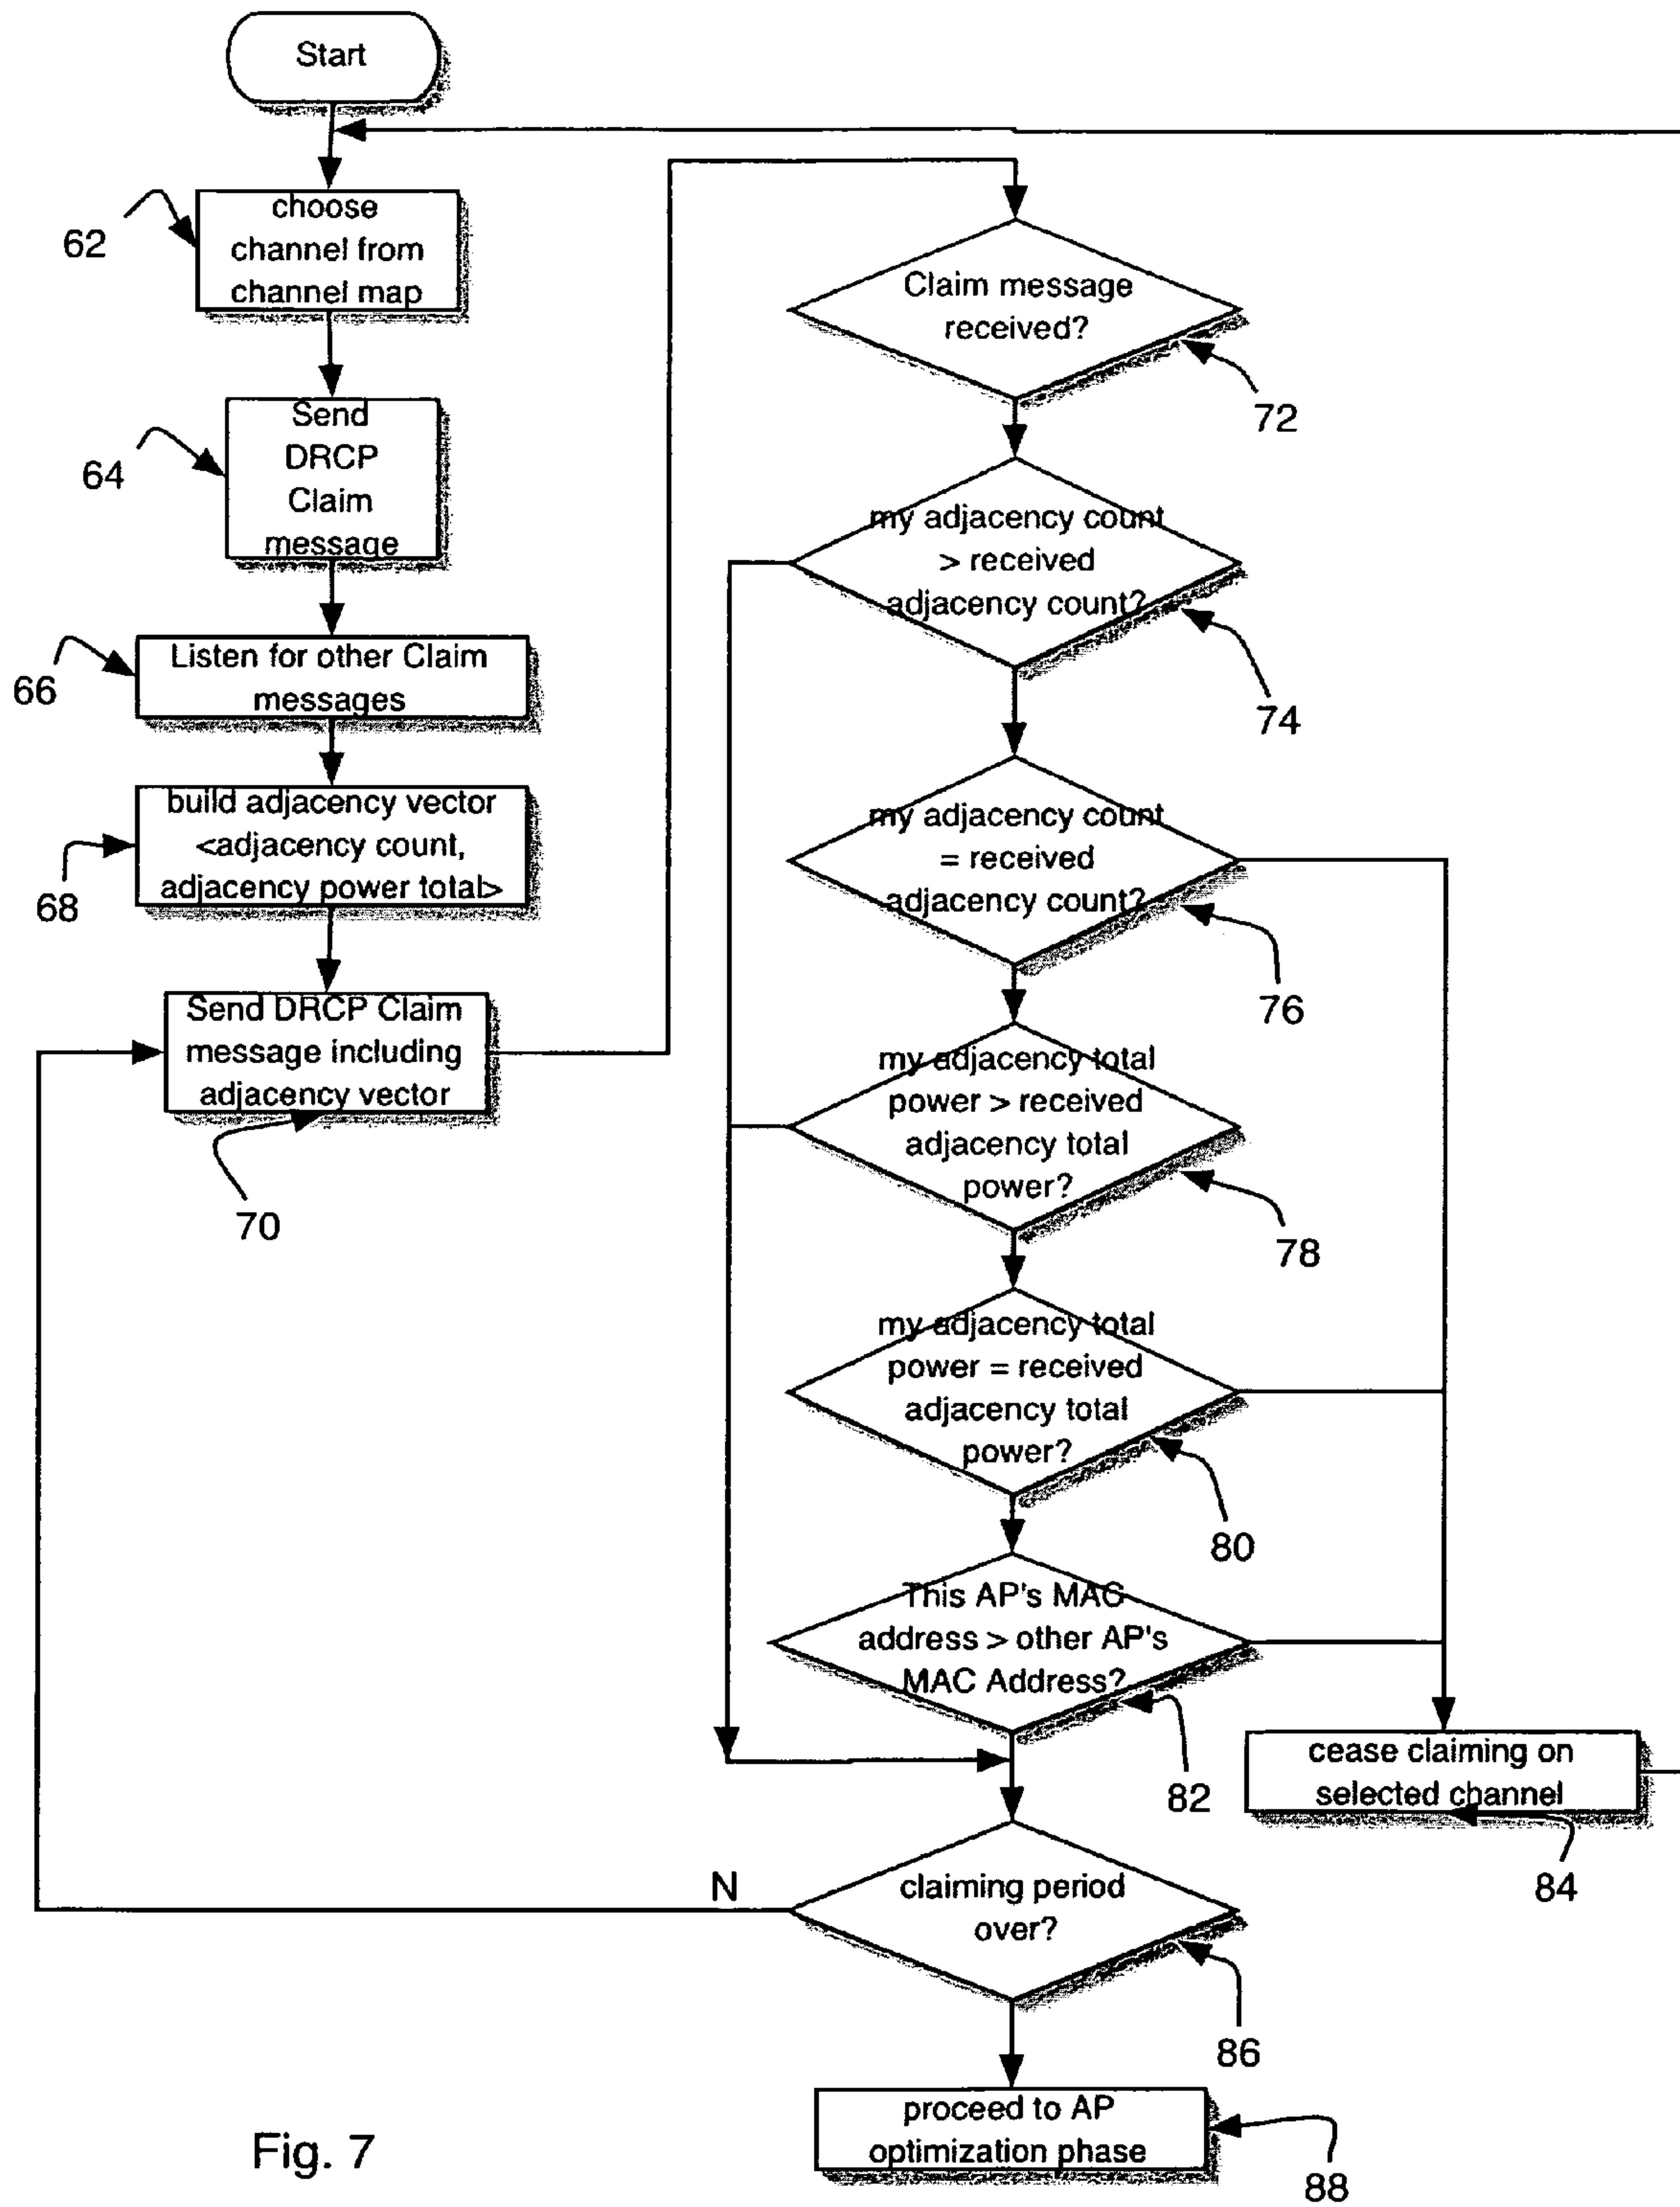 Start
choose
channel from
channel map
62
Send
DRCP
Claim
message
64
Listen for other Claim
messages
66
build adjacency vector
<adjacency count,
adjacency power total>
68
Send DRCP Claim
message including
adjacency vector
70
Claim message
received?
72
my adjacency count
> received
adjacency count?
74
my adjacency count
= received
adjacency count?
76
my adjacency total
power > received
adjacency total
power?
78
my adjacency total
power = received
adjacency total
power?
80
This AP's MAC
address > other AP's
MAC Address?
82
cease claiming on
selected channel
84
N
claiming period
over?
86
proceed to AP
optimization phase
88
Fig. 7